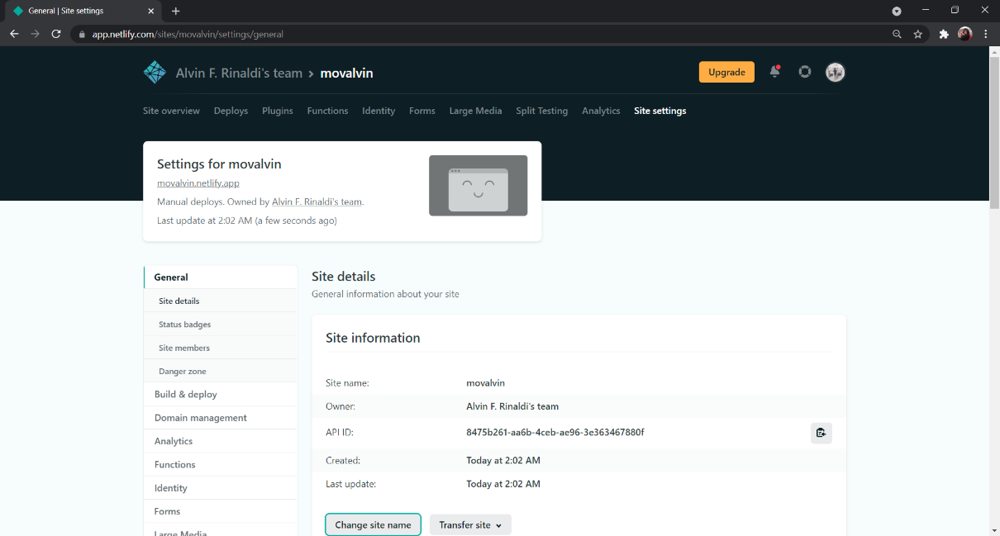 General | Site settings
app.netlify.com/sites/movalvin/settings/general
Alvin F. Rinaldi's team > movalvin
Upgrade
Site overview Deploys Plugins Functions Identity Forms Large Media Split Testing Analytics Site settings
Settings for movalvin
movalvin.netlify.app
Manual deploys. Owned by Alvin F. Rinaldi's team.
Last update at 2:02 AM (a few seconds ago)
General
Site details
Status badges
Site members
Danger zone
Build & deploy
Domain management
Analytics
Functions
Identity
Forms
Large Media
Site details
General information about your site
Site information
Site name: movalvin
Owner: Alvin F. Rinaldi's team
API ID: 8475b261-aa6b-4ceb-ae96-3e363467880f
Created: Today at 2:02 AM
Last update: Today at 2:02 AM
Change site name Transfer site